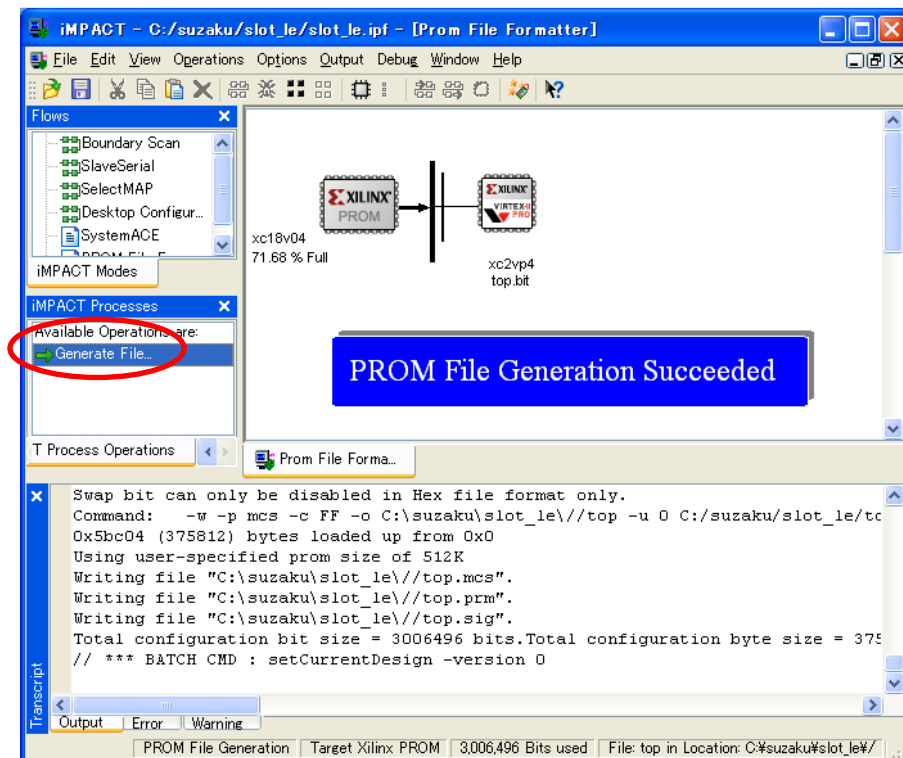 iMPACT - C:/suzaku/slot_le/slot_le.ipf - [Prom File Formatter]
File Edit View Operations Options Output Debug Window Help
Flows
Boundary Scan
SlaveSerial
SelectMAP
Desktop Configur...
SystemACE
iMPACT Modes
XILINX
PROM
xc18v04
71.68 % Full
XILINX
VIRTEX-II
PRO
xc2vp4
top.bit
iMPACT Processes
Available Operations are:
Generate File...
PROM File Generation Succeeded
T Process Operations
Prom File Forma...
Swap bit can only be disabled in Hex file format only.
Command: -w -p mcs -c FF -o C:\suzaku\slot_le\//top -u 0 C:/suzaku/slot_le/to
0x5bc04 (375812) bytes loaded up from 0x0
Using user-specified prom size of 512K
Writing file "C:\suzaku\slot_le\//top.mcs".
Writing file "C:\suzaku\slot_le\//top.prm".
Writing file "C:\suzaku\slot_le\//top.sig".
Total configuration bit size = 3006496 bits.Total configuration byte size = 375
// *** BATCH CMD : setCurrentDesign -version 0
Transcript
Output Error Warning
PROM File Generation Target Xilinx PROM 3,006,496 Bits used File: top in Location: C:¥suzaku¥slot_le¥/